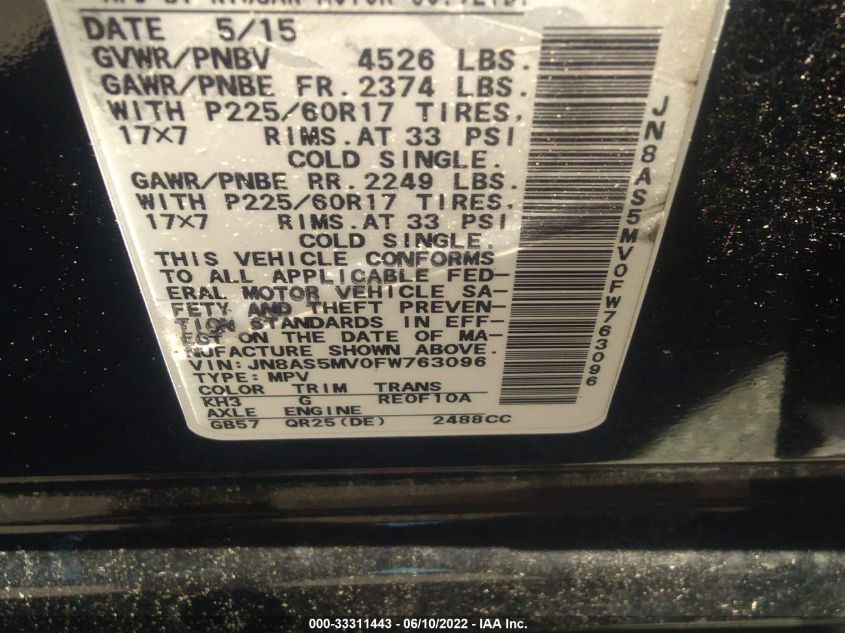 DATE 5/15
GVWR/PNBV 4526 LBS.
GAWR/PNBE FR. 2374 LBS.
WITH P225/60R17 TIRES.
17×7 RIMS. AT 33 PSI
COLD SINGLE.
GAWR/PNBE RR. 2249 LBS.
WITH P225/60R17 TIRES.
17×7 RIMS. AT 33 PSI
COLD SINGLE.
THIS VEHICLE CONFORMS
TO ALL APPLICABLE FED-
ERAL MOTOR VEHICLE SA-
FETY AND THEFT PREVEN-
TION STANDARDS IN EFF-
ECT ON THE DATE OF MA-
NUFACTURE SHOWN ABOVE.
VIN: JN8AS5MV0FW763096
TYPE: MPV
COLOR TRIM TRANS
KH3 G RE0F10A
AXLE ENGINE
GB57 QR25(DE) 2488CC
JN8AS5MV0FW763096
000-33311443 - 06/10/2022 - IAA Inc.